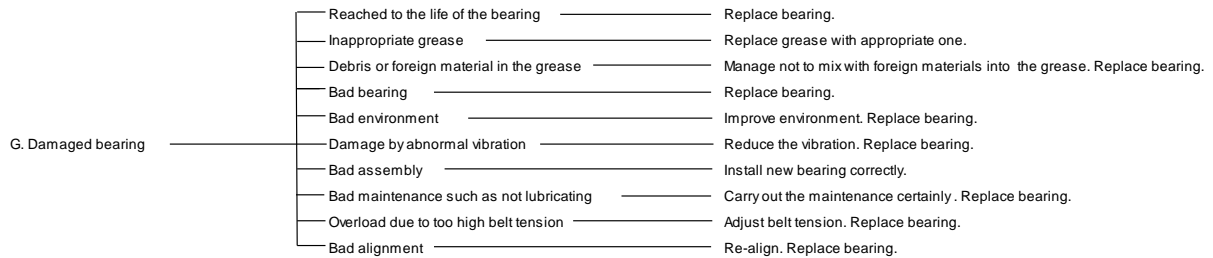 Reached to the life of the bearing Replace bearing.
Inappropriate grease Replace grease with appropriate one.
Debris or foreign material in the grease Manage not to mix with foreign materials into the grease. Replace bearing.
Bad bearing Replace bearing.
Bad environment Improve environment. Replace bearing.
G. Damaged bearing Damage by abnormal vibration Reduce the vibration. Replace bearing.
Bad assembly Install new bearing correctly.
Bad maintenance such as not lubricating Carry out the maintenance certainly. Replace bearing.
Overload due to too high belt tension Adjust belt tension. Replace bearing.
Bad alignment Re-align. Replace bearing.